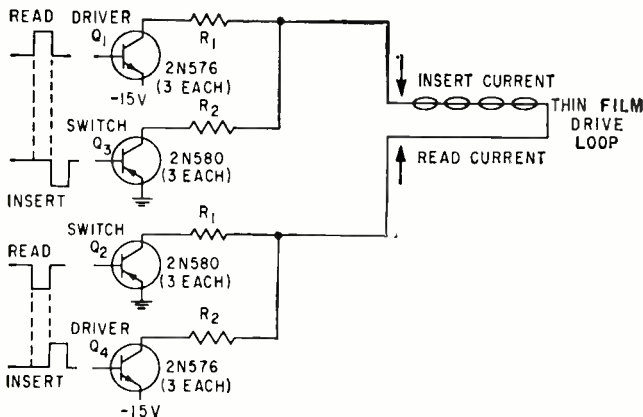 READ
DRIVER
Q1
R1
2N576
(3 EACH)
-15V
SWITCH
Q3
R2
2N580
(3 EACH)
INSERT
INSERT CURRENT
THIN FILM
DRIVE
LOOP
READ CURRENT
SWITCH
READ
Q2
R1
2N580
(3 EACH)
DRIVER
Q4
R2
2N576
(3 EACH)
INSERT
-15V